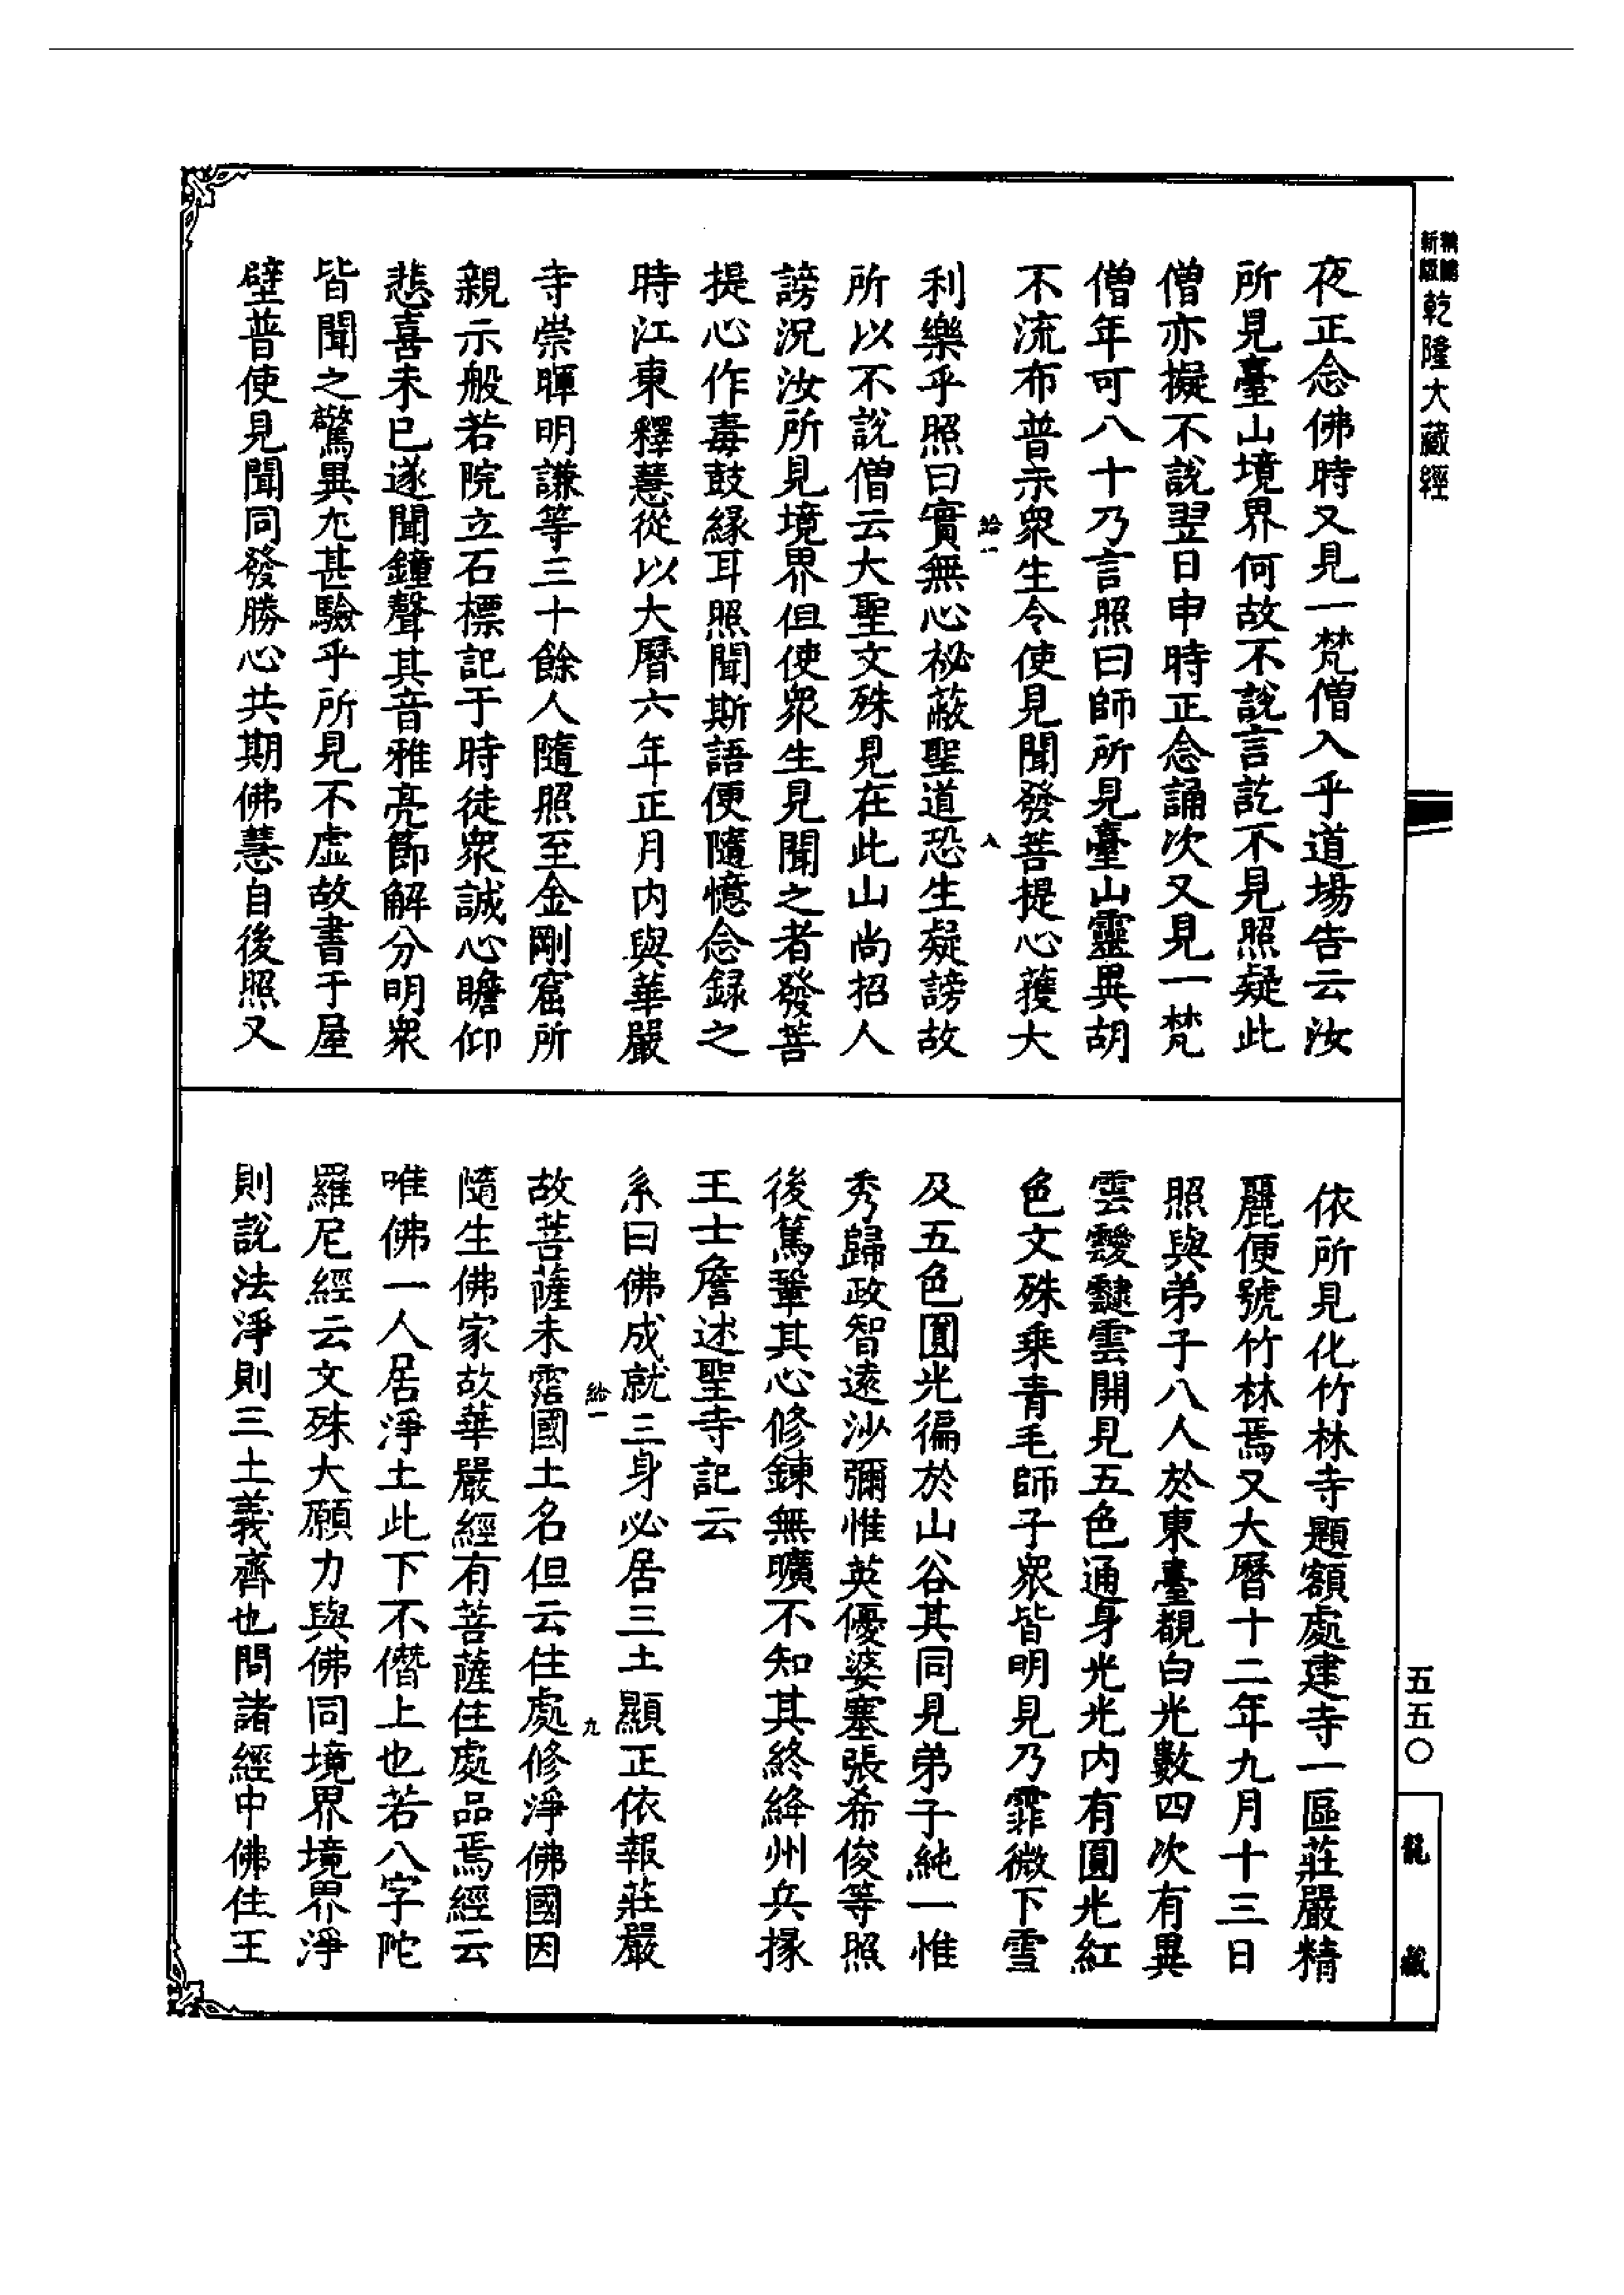 新版
乾隆大藏經
夜正念佛時又見一梵僧入乎道場告云汝
所見臺山境界何故不說言訖不見照疑此
僧亦擬不說翌日申時正念誦次又見一梵
僧年可八十乃言照曰師所見臺山靈異胡
不流布普示眾生令使見聞發菩提心獲大
給一
八
利樂乎照曰實無心祕蔽聖道恐生疑謗故
所以不說僧云大聖文殊見在此山尚招人
謗況汝所見境界但使眾生見聞之者發菩
提心作毒鼓緣耳照聞斯語便隨憶念録之
時江東釋慧從以大曆六年正月内與華嚴
寺崇暉明謙等三十餘人隨照至金剛窟所
親示般若院立石標記于時徒眾誠心瞻仰
悲喜未已遂聞鐘聲其音雅亮節解分明眾
皆聞之驚異尤甚驗乎所見不虛故書于屋
壁普使見聞同發勝心共期佛慧自後照又
依所見化竹林寺題額處建寺一區莊嚴精
麗便號竹林焉又大曆十二年九月十三日
照與弟子八人於東臺覩白光數四次有異
雲靉靆雲開見五色通身光光内有圓光紅
色文殊乗青毛師子眾皆明見乃霏微下雪
及五色圓光徧於山谷其同見弟子純一惟
秀歸政智遠沙彌惟英優婆塞張希俊等照
後篤鞏其心修鍊無曠不知其終絳州兵掾
王士詹述聖寺記云
系曰佛成就三身必居三土顯正依報莊嚴
給一
九
故菩薩未霑國土名但云住處修淨佛國因
隨生佛家故華嚴經有菩薩住處品焉經云
唯佛一人居淨土此下不僭上也若八字陀
羅尼經云文殊大願力與佛同境界境界淨
則說法淨則三土義齊也問諸經中佛住王
五五〇
龍藏